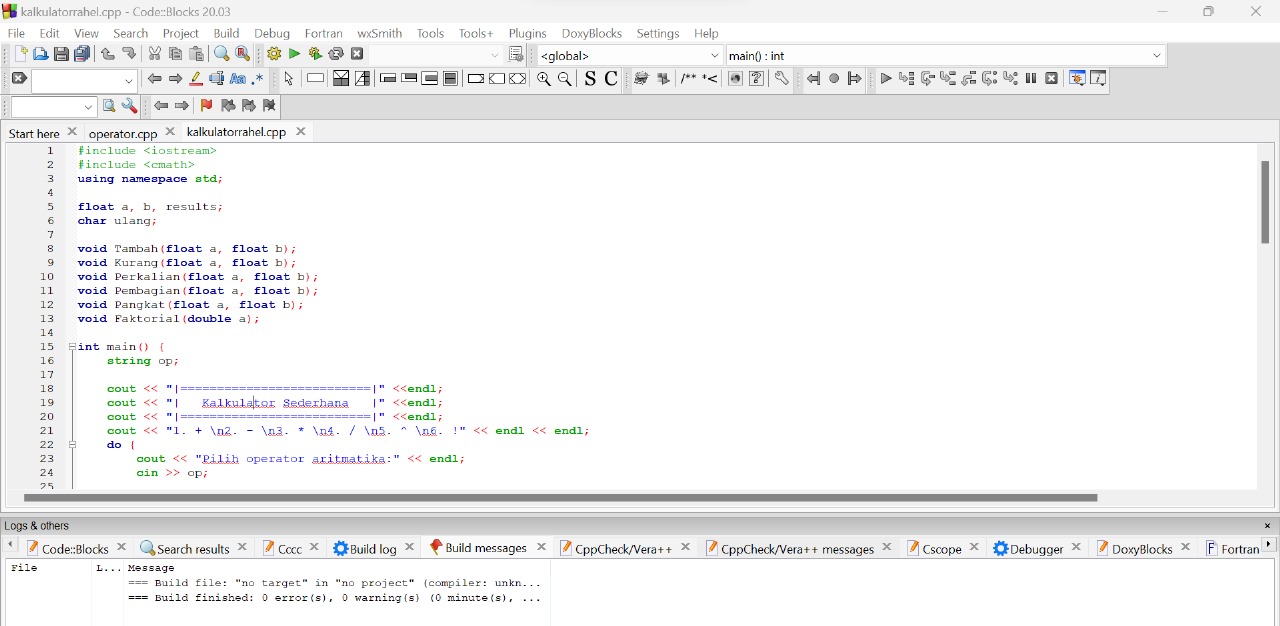 kalkulatorrahel.cpp - Code::Blocks 20.03
File Edit View Search Project Build Debug Fortran wxSmith Tools Tools+ Plugins DoxyBlocks Settings Help
<global> main() : int
Start here operator.cpp kalkulatorrahel.cpp
1 #include <iostream>
2 #include <cmath>
3 using namespace std;
4
5 float a, b, results;
6 char ulang;
7
8 void Tambah(float a, float b);
9 void Kurang(float a, float b);
10 void Perkalian(float a, float b);
11 void Pembagian(float a, float b);
12 void Pangkat(float a, float b);
13 void Faktorial(double a);
14
15 int main() {
16 string op;
17
18 cout << "|==========================|" <<endl;
19 cout << "|   Kalkulator Sederhana   |" <<endl;
20 cout << "|==========================|" <<endl;
21 cout << "1. + \n2. - \n3. * \n4. / \n5. ^ \n6. !" << endl << endl;
22 do {
23 cout << "Pilih operator aritmatika:" << endl;
24 cin >> op;
25
Logs & others
Code::Blocks Search results Cccc Build log Build messages CppCheck/Vera++ CppCheck/Vera++ messages Cscope Debugger DoxyBlocks Fortran
File L... Message
=== Build file: "no target" in "no project" (compiler: unkn...
=== Build finished: 0 error(s), 0 warning(s) (0 minute(s), ...